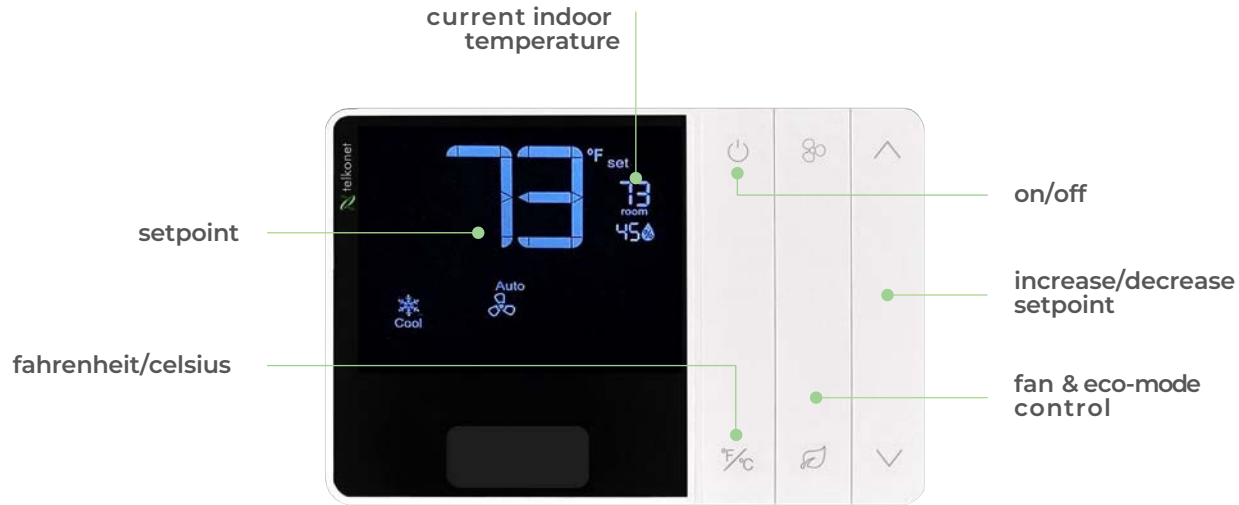 current indoor
temperature
telkonet
73 °F set
73
room
45%
setpoint
on/off
Auto
Cool
increase/decrease
setpoint
fahrenheit/celsius
fan & eco-mode
control
°F/°C